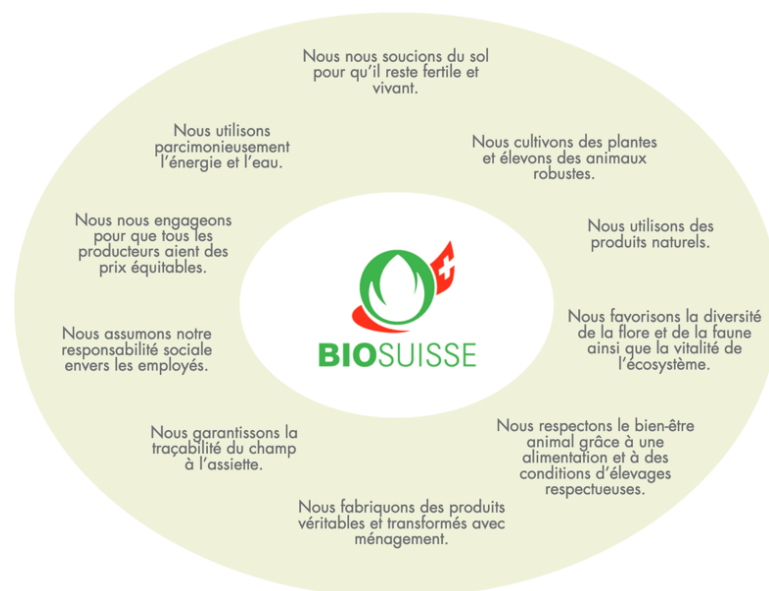 Nous nous soucions du sol
pour qu'il reste fertile et
vivant.
Nous cultivons des plantes
et élevons des animaux
robustes.
Nous utilisons des
produits naturels.
Nous favorisons la diversité
de la flore et de la faune
ainsi que la vitalité de
l'écosystème.
Nous respectons le bien-être
animal grâce à une
alimentation et à des
conditions d'élevages
respectueuses.
Nous fabriquons des produits
véritables et transformés avec
ménagement.
Nous garantissons la
traçabilité du champ
à l'assiette.
Nous assumons notre
responsabilité sociale
envers les employés.
Nous nous engageons
pour que tous les
producteurs aient des
prix équitables.
Nous utilisons
parcimonieusement
l'énergie et l'eau.
BIOSUISSE